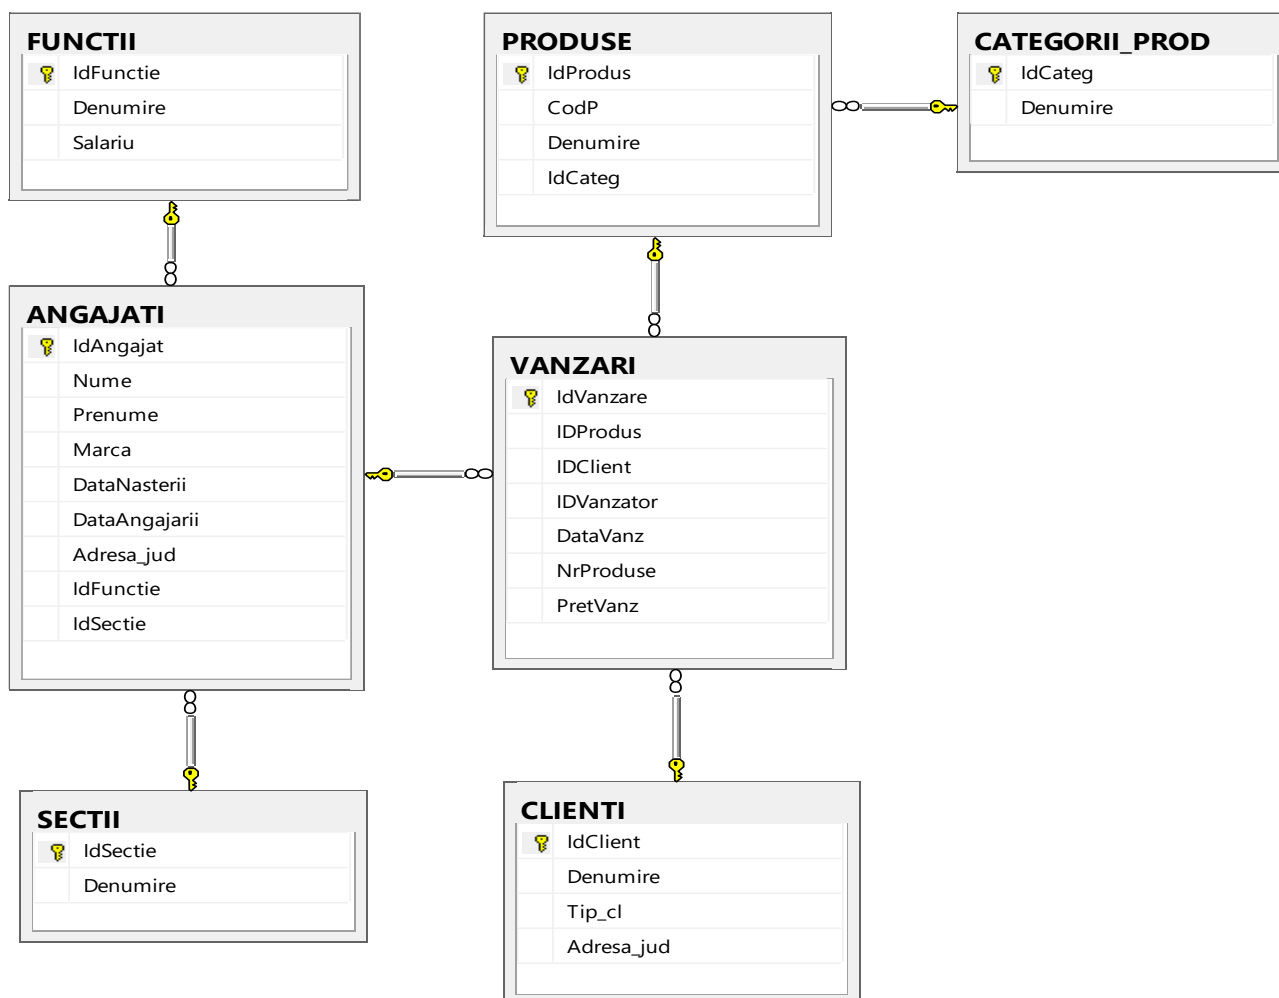 FUNCTII
IdFunctie
Denumire
Salariu
PRODUSE
IdProdus
CodP
Denumire
IdCateg
CATEGORII_PROD
IdCateg
Denumire
ANGAJATI
IdAngajat
Nume
Prenume
Marca
DataNasterii
DataAngajarii
Adresa_jud
IdFunctie
IdSectie
VANZARI
IdVanzare
IDProdus
IDClient
IDVanzator
DataVanz
NrProduse
PretVanz
SECTII
IdSectie
Denumire
CLIENTI
IdClient
Denumire
Tip_cl
Adresa_jud